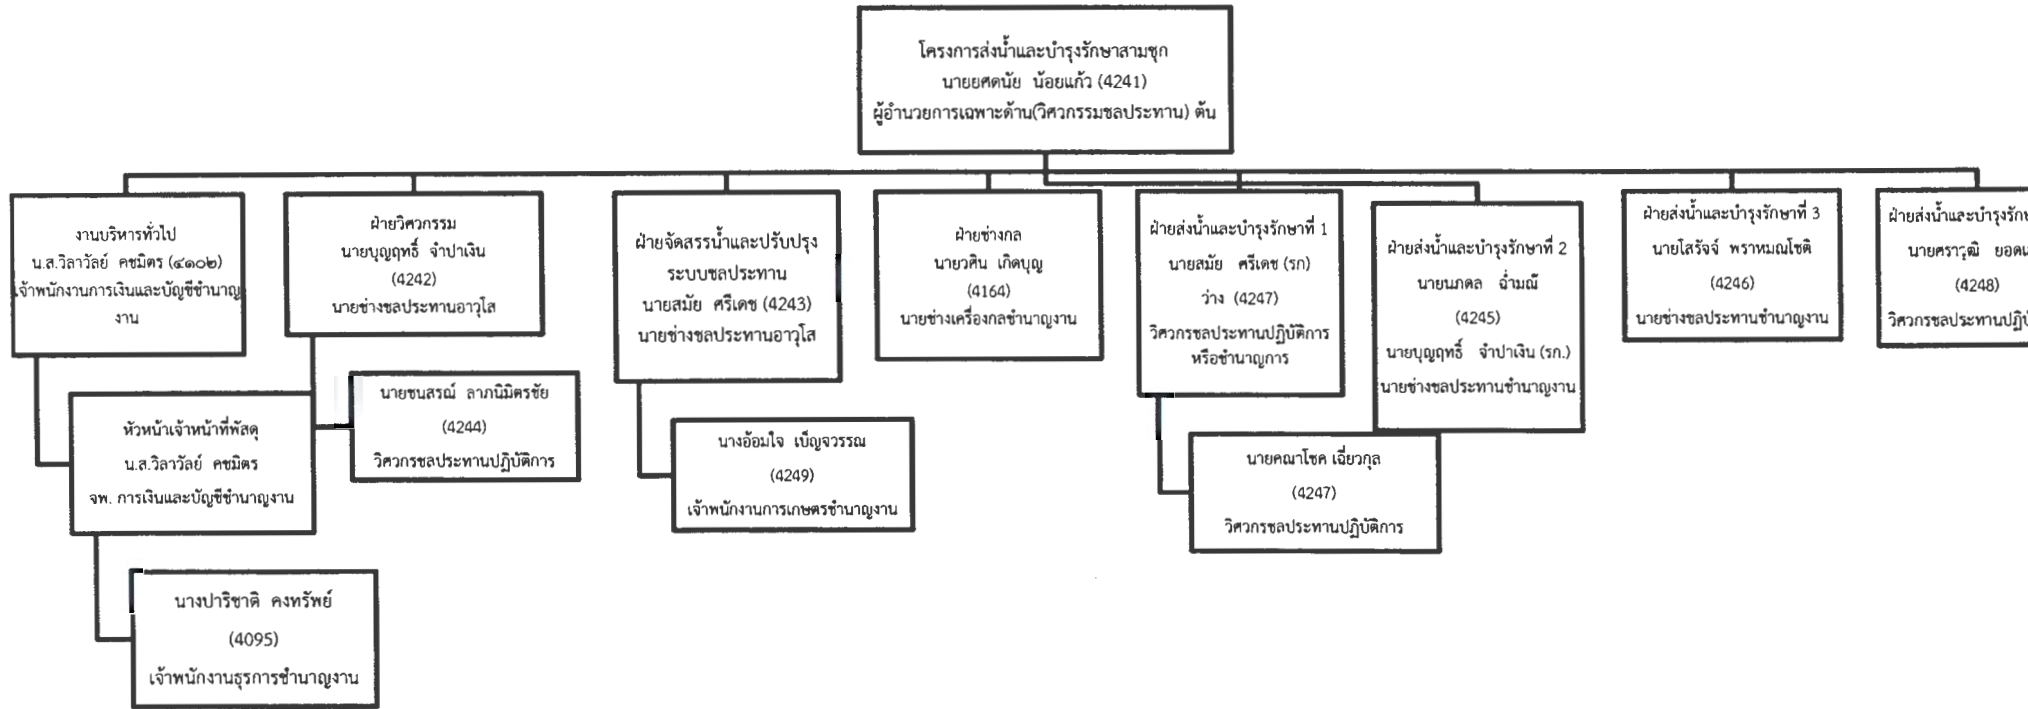 โครงการส่งน้ำและบำรุงรักษาสามชุก
นายยศดนัย น้อยแก้ว (4241)
ผู้อำนวยการเฉพาะด้าน(วิศวกรรมชลประทาน) ต้น
งานบริหารทั่วไป
น.ส.วิลาวัลย์ คชมิตร (๔๑๐๒)
เจ้าพนักงานการเงินและบัญชีชำนาญ
งาน
หัวหน้าเจ้าหน้าที่พัสดุ
น.ส.วิลาวัลย์ คชมิตร
จพ. การเงินและบัญชีชำนาญงาน
นางปาริชาติ คงทรัพย์
(4095)
เจ้าพนักงานธุรการชำนาญงาน
ฝ่ายวิศวกรรม
นายบุญฤทธิ์ จำปาเงิน
(4242)
นายช่างชลประทานอาวุโส
นายชนสรณ์ ลาภนิมิตรชัย
(4244)
วิศวกรชลประทานปฏิบัติการ
ฝ่ายจัดสรรน้ำและปรับปรุง
ระบบชลประทาน
นายสมัย ศรีเดช (4243)
นายช่างชลประทานอาวุโส
นางอ้อมใจ เบ็ญจวรรณ
(4249)
เจ้าพนักงานการเกษตรชำนาญงาน
ฝ่ายช่างกล
นายวศิน เกิดบุญ
(4164)
นายช่างเครื่องกลชำนาญงาน
ฝ่ายส่งน้ำและบำรุงรักษาที่ 1
นายสมัย ศรีเดช (รก)
ว่าง (4247)
วิศวกรชลประทานปฏิบัติการ
หรือชำนาญการ
นายคณาโชค เฉี่ยวกุล
(4247)
วิศวกรชลประทานปฏิบัติการ
ฝ่ายส่งน้ำและบำรุงรักษาที่ 2
นายนภดล ฉ่ำมณี
(4245)
นายบุญฤทธิ์ จำปาเงิน (รก.)
นายช่างชลประทานชำนาญงาน
ฝ่ายส่งน้ำและบำรุงรักษาที่ 3
นายโสรัจจ์ พราหมณโชติ
(4246)
นายช่างชลประทานชำนาญงาน
ฝ่ายส่งน้ำและบำรุงรักษ
นายศราวุฒิ
(4248)
วิศวกรชลประทานปฏิบั